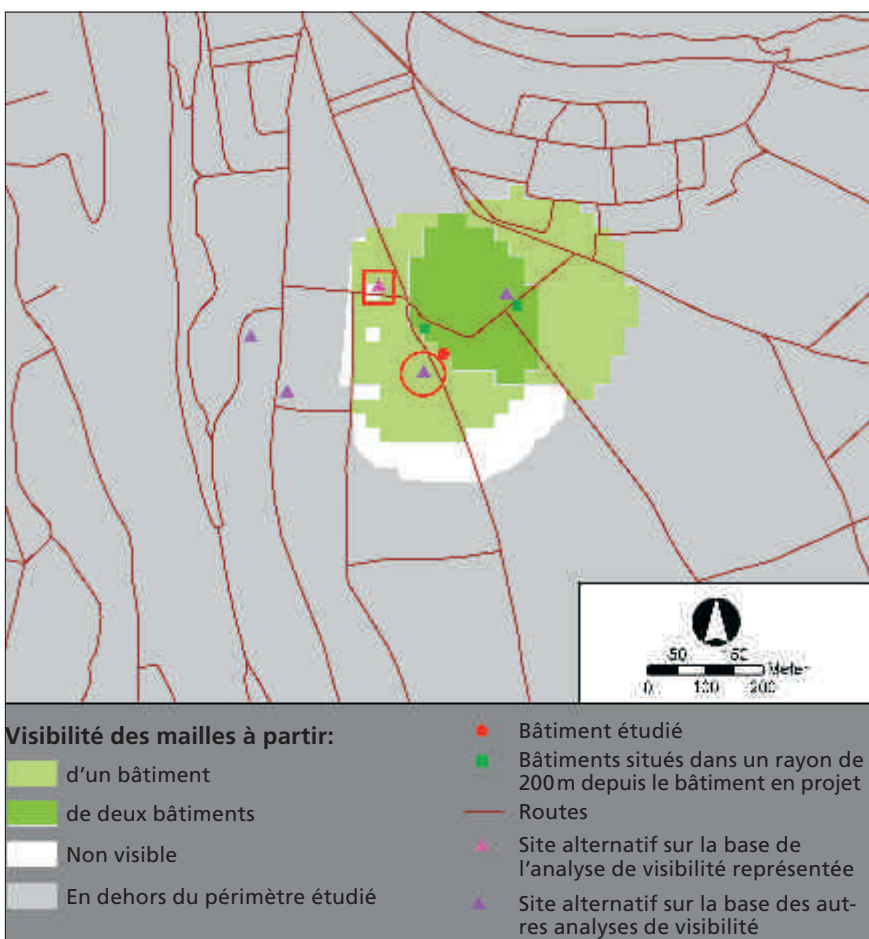 50
Meter
0 100 200
Visibilité des mailles à partir:
d'un bâtiment
de deux bâtiments
Non visible
En dehors du périmètre étudié
Bâtiment étudié
Bâtiments situés dans un rayon de
200 m depuis le bâtiment en projet
Routes
Site alternatif sur la base de
l'analyse de visibilité représentée
Site alternatif sur la base des aut-
res analyses de visibilité